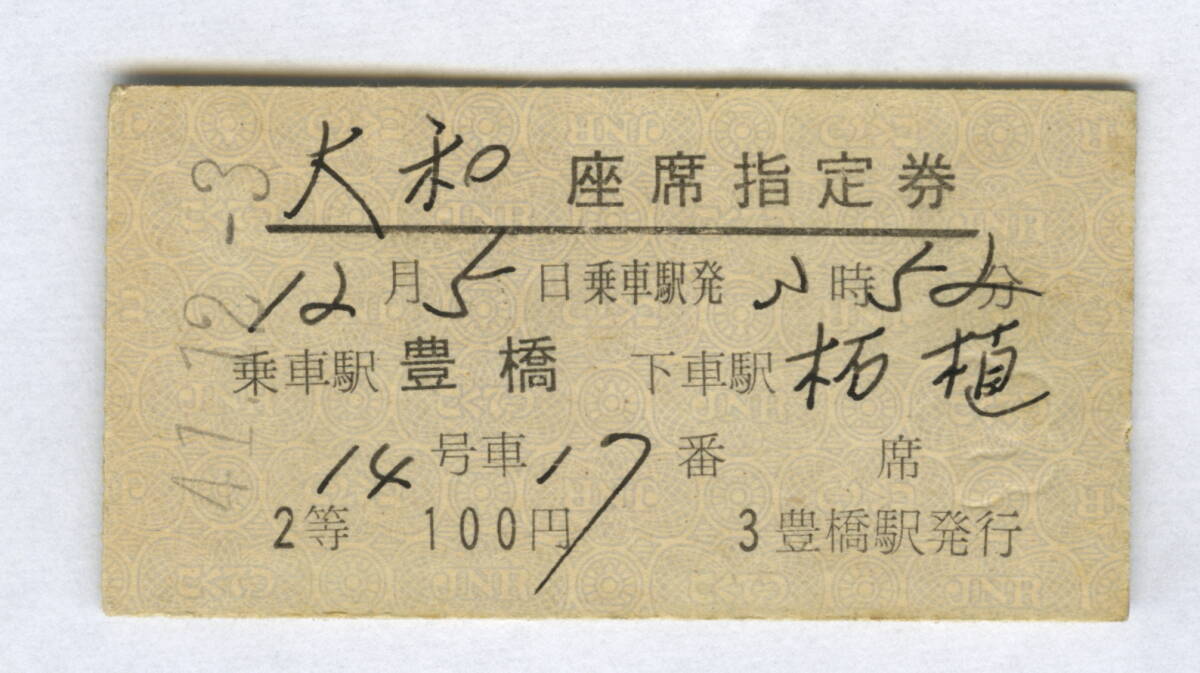 大和 座席指定券
12月5日乗車駅発 3時52分
乗車駅 豊橋 下車駅 柘植
14号車 17番 席
2等 100円 3豊橋駅発行
41.12.-3